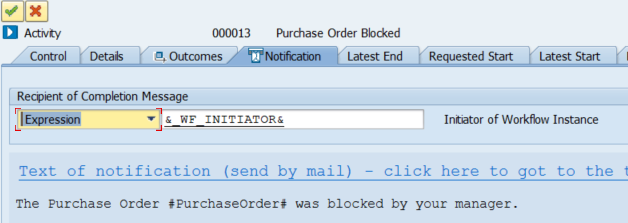 Activity 000013 Purchase Order Blocked
Control Details Outcomes Notification Latest End Requested Start Latest Start
Recipient of Completion Message
Expression &_WF_INITIATOR& Initiator of Workflow Instance
Text of notification (send by mail) - click here to got to the
The Purchase Order #PurchaseOrder# was blocked by your manager.